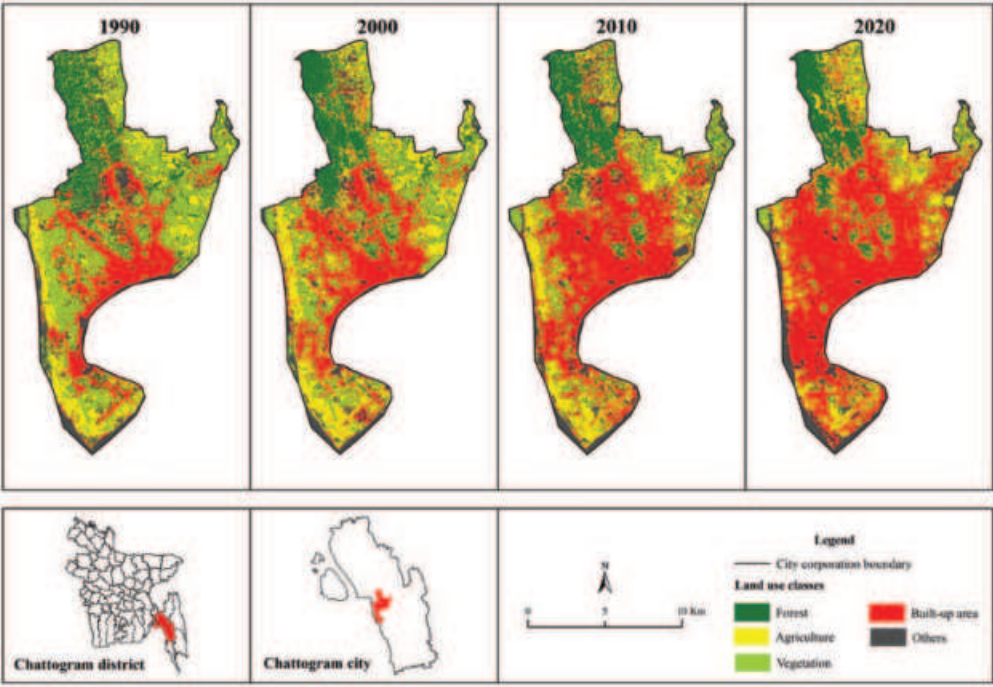 1990
2000
2010
2020
Chattogram district
Chattogram city
N
0 5 10 Km
Legend
City corporation boundary
Land use classes
Forest
Agriculture
Vegetation
Built-up area
Others